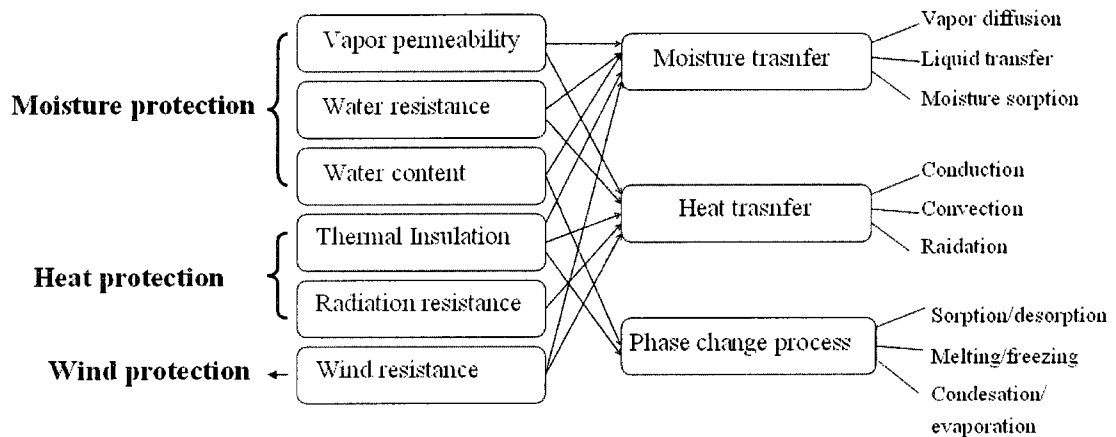 Moisture protection
Heat protection
Wind protection
Vapor permeability
Water resistance
Water content
Thermal Insulation
Radiation resistance
Wind resistance
Moisture trasnfer
Heat trasnfer
Phase change process
Vapor diffusion
Liquid transfer
Moisture sorption
Conduction
Convection
Raidation
Sorption/desorption
Melting/freezing
Condesation/
evaporation